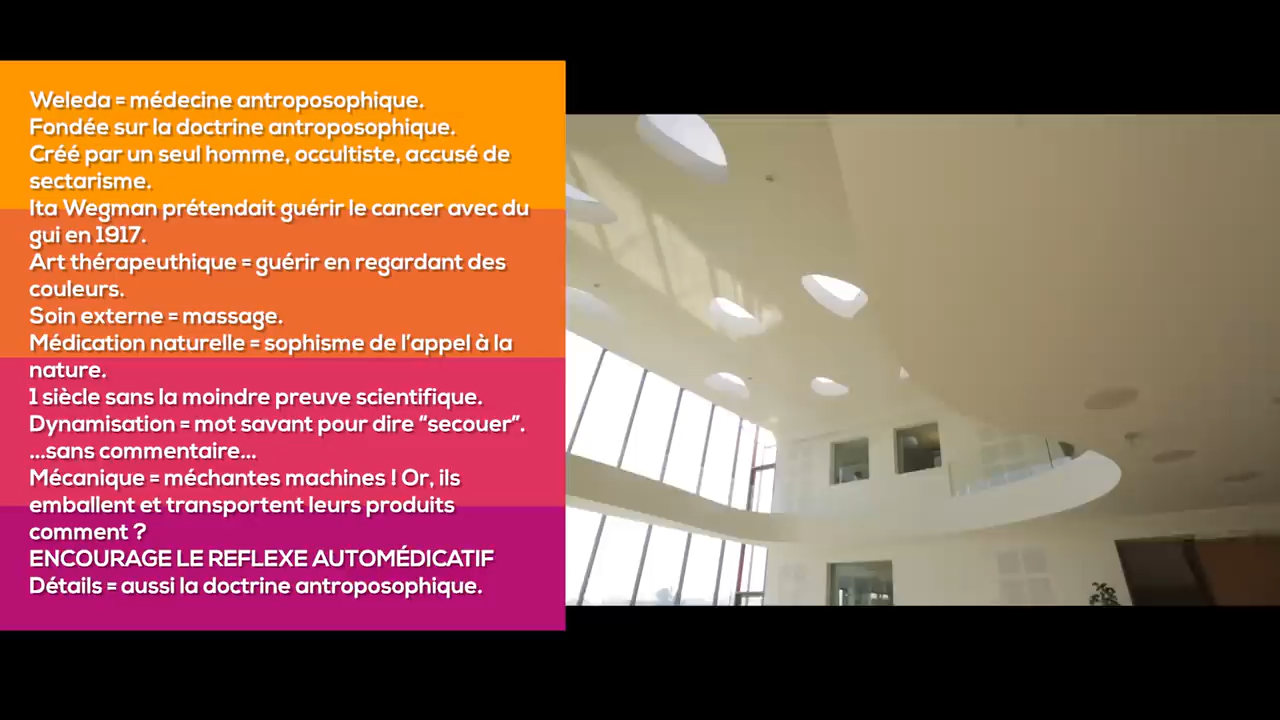 Weleda = médecine antroposophique.
Fondée sur la doctrine antroposophique.
Créé par un seul homme, occultiste, accusé de
sectarisme.
Ita Wegman prétendait guérir le cancer avec du
gui en 1917.
Art thérapeuthique = guérir en regardant des
couleurs.
Soin externe = massage.
Médication naturelle = sophisme de l'appel à la
nature.
1 siècle sans la moindre preuve scientifique.
Dynamisation = mot savant pour dire “secouer”.
...sans commentaire...
Mécanique = méchantes machines ! Or, ils
emballent et transportent leurs produits
comment ?
ENCOURAGE LE REFLEXE AUTOMÉDICATIF
Détails = aussi la doctrine antroposophique.